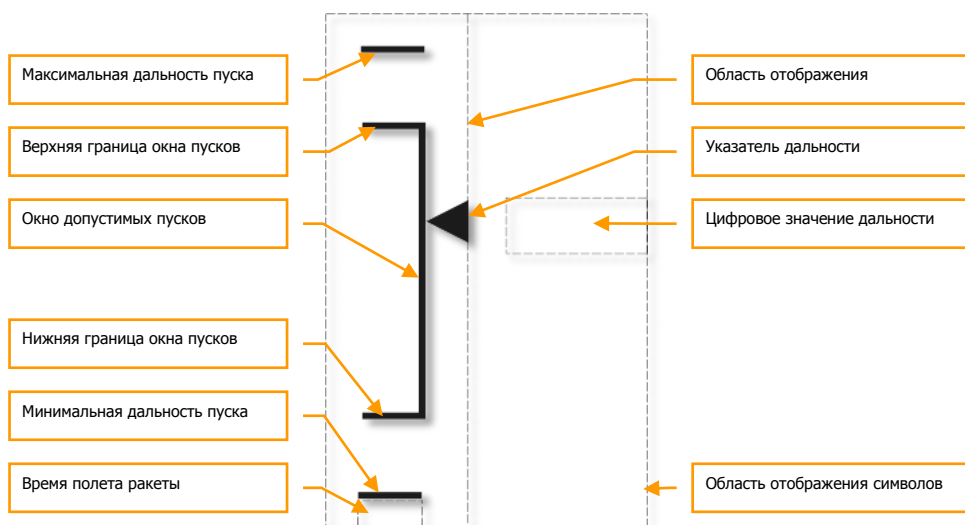 Максимальная дальность пуска
Верхняя граница окна пусков
Окно допустимых пусков
Нижняя граница окна пусков
Минимальная дальность пуска
Время полета ракеты
Область отображения
Указатель дальности
Цифровое значение дальности
Область отображения символов